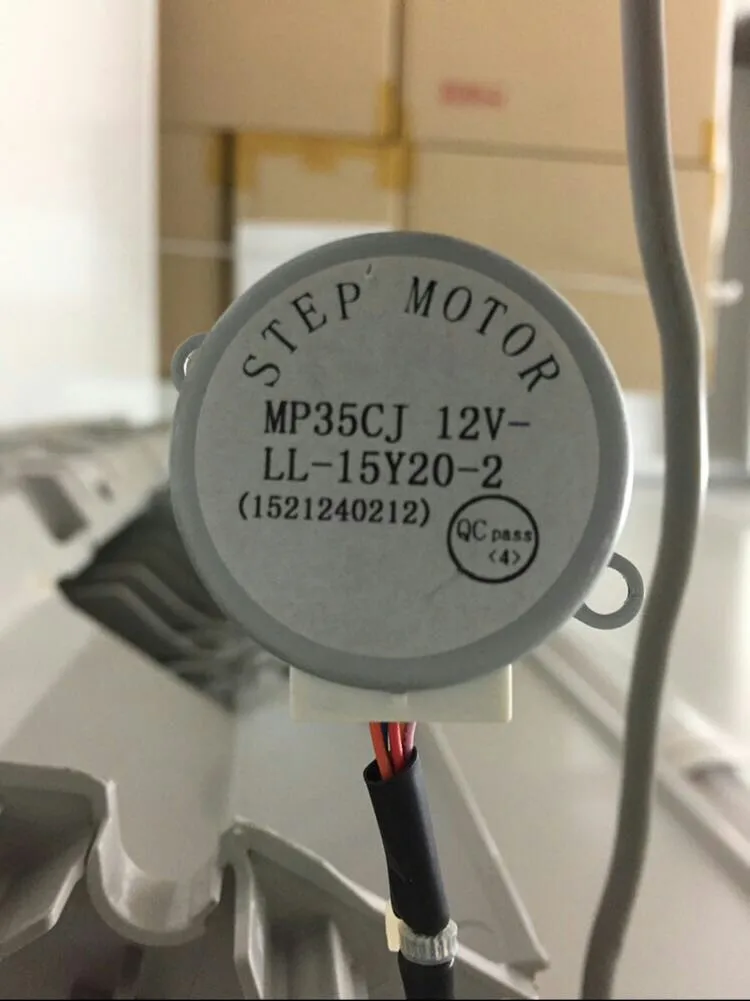 STEP MOTOR
MP35CJ 12V-
LL-15Y20-2
(1521240212)
QC pass
<4>